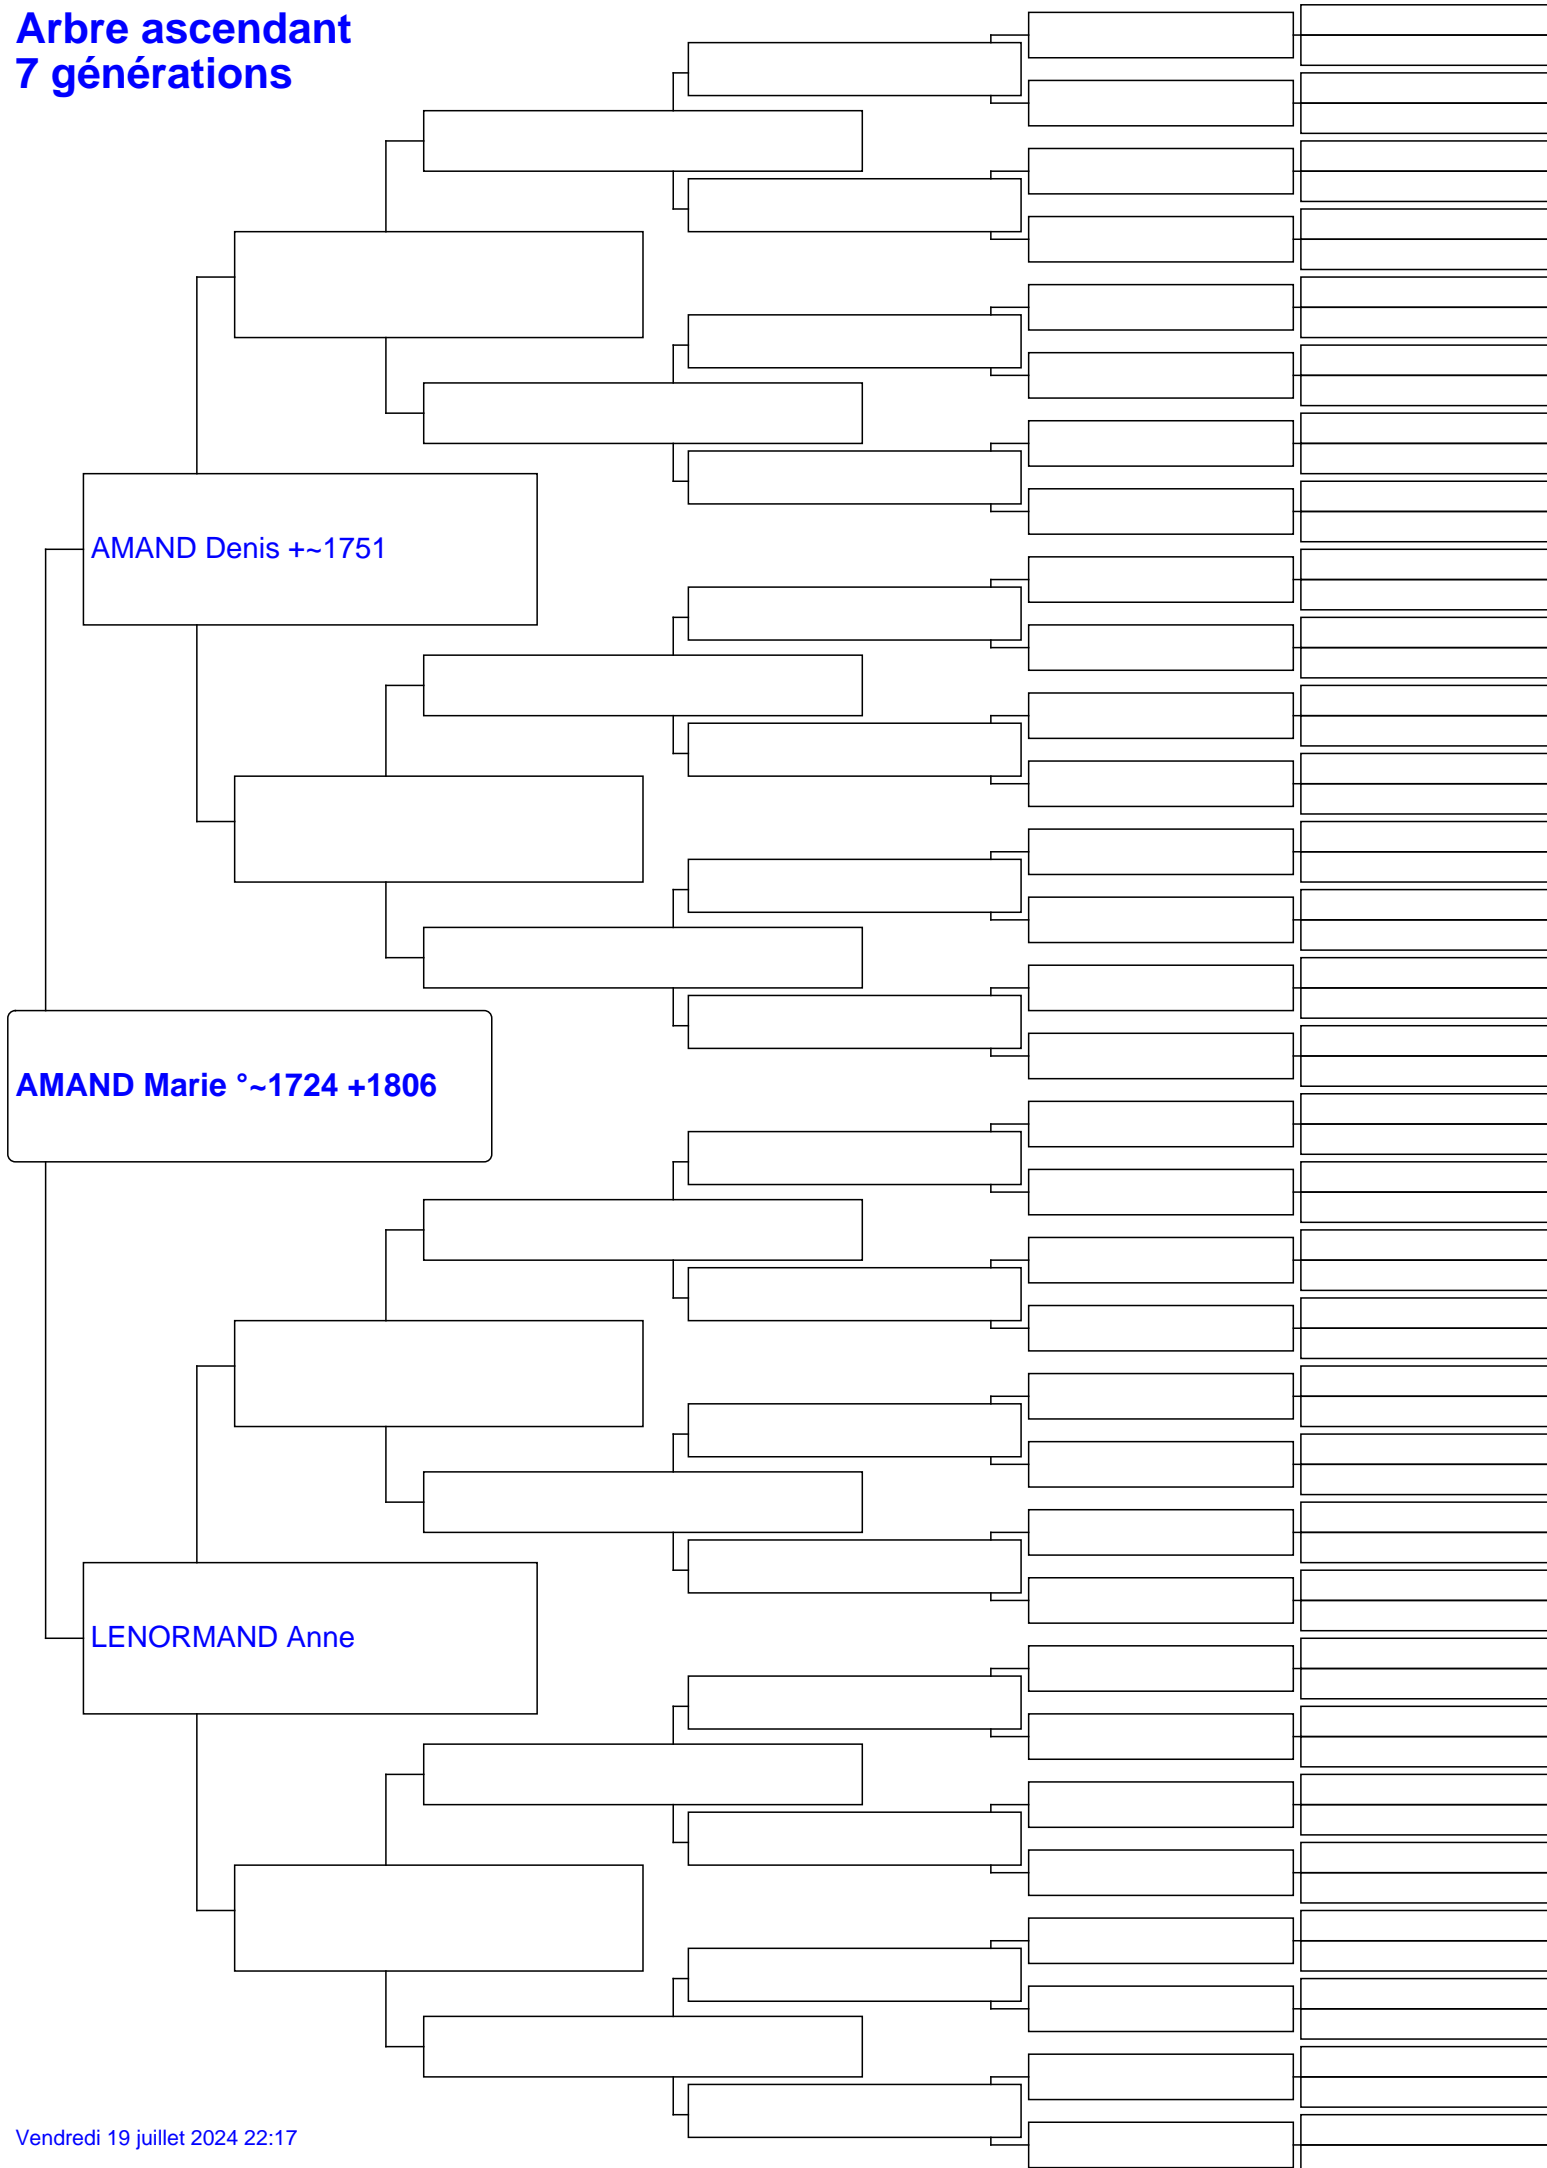 Arbre ascendant
7 générations
AMAND Denis +~1751
AMAND Marie °~1724 +1806
LENORMAND Anne
Vendredi 19 juillet 2024 22:17